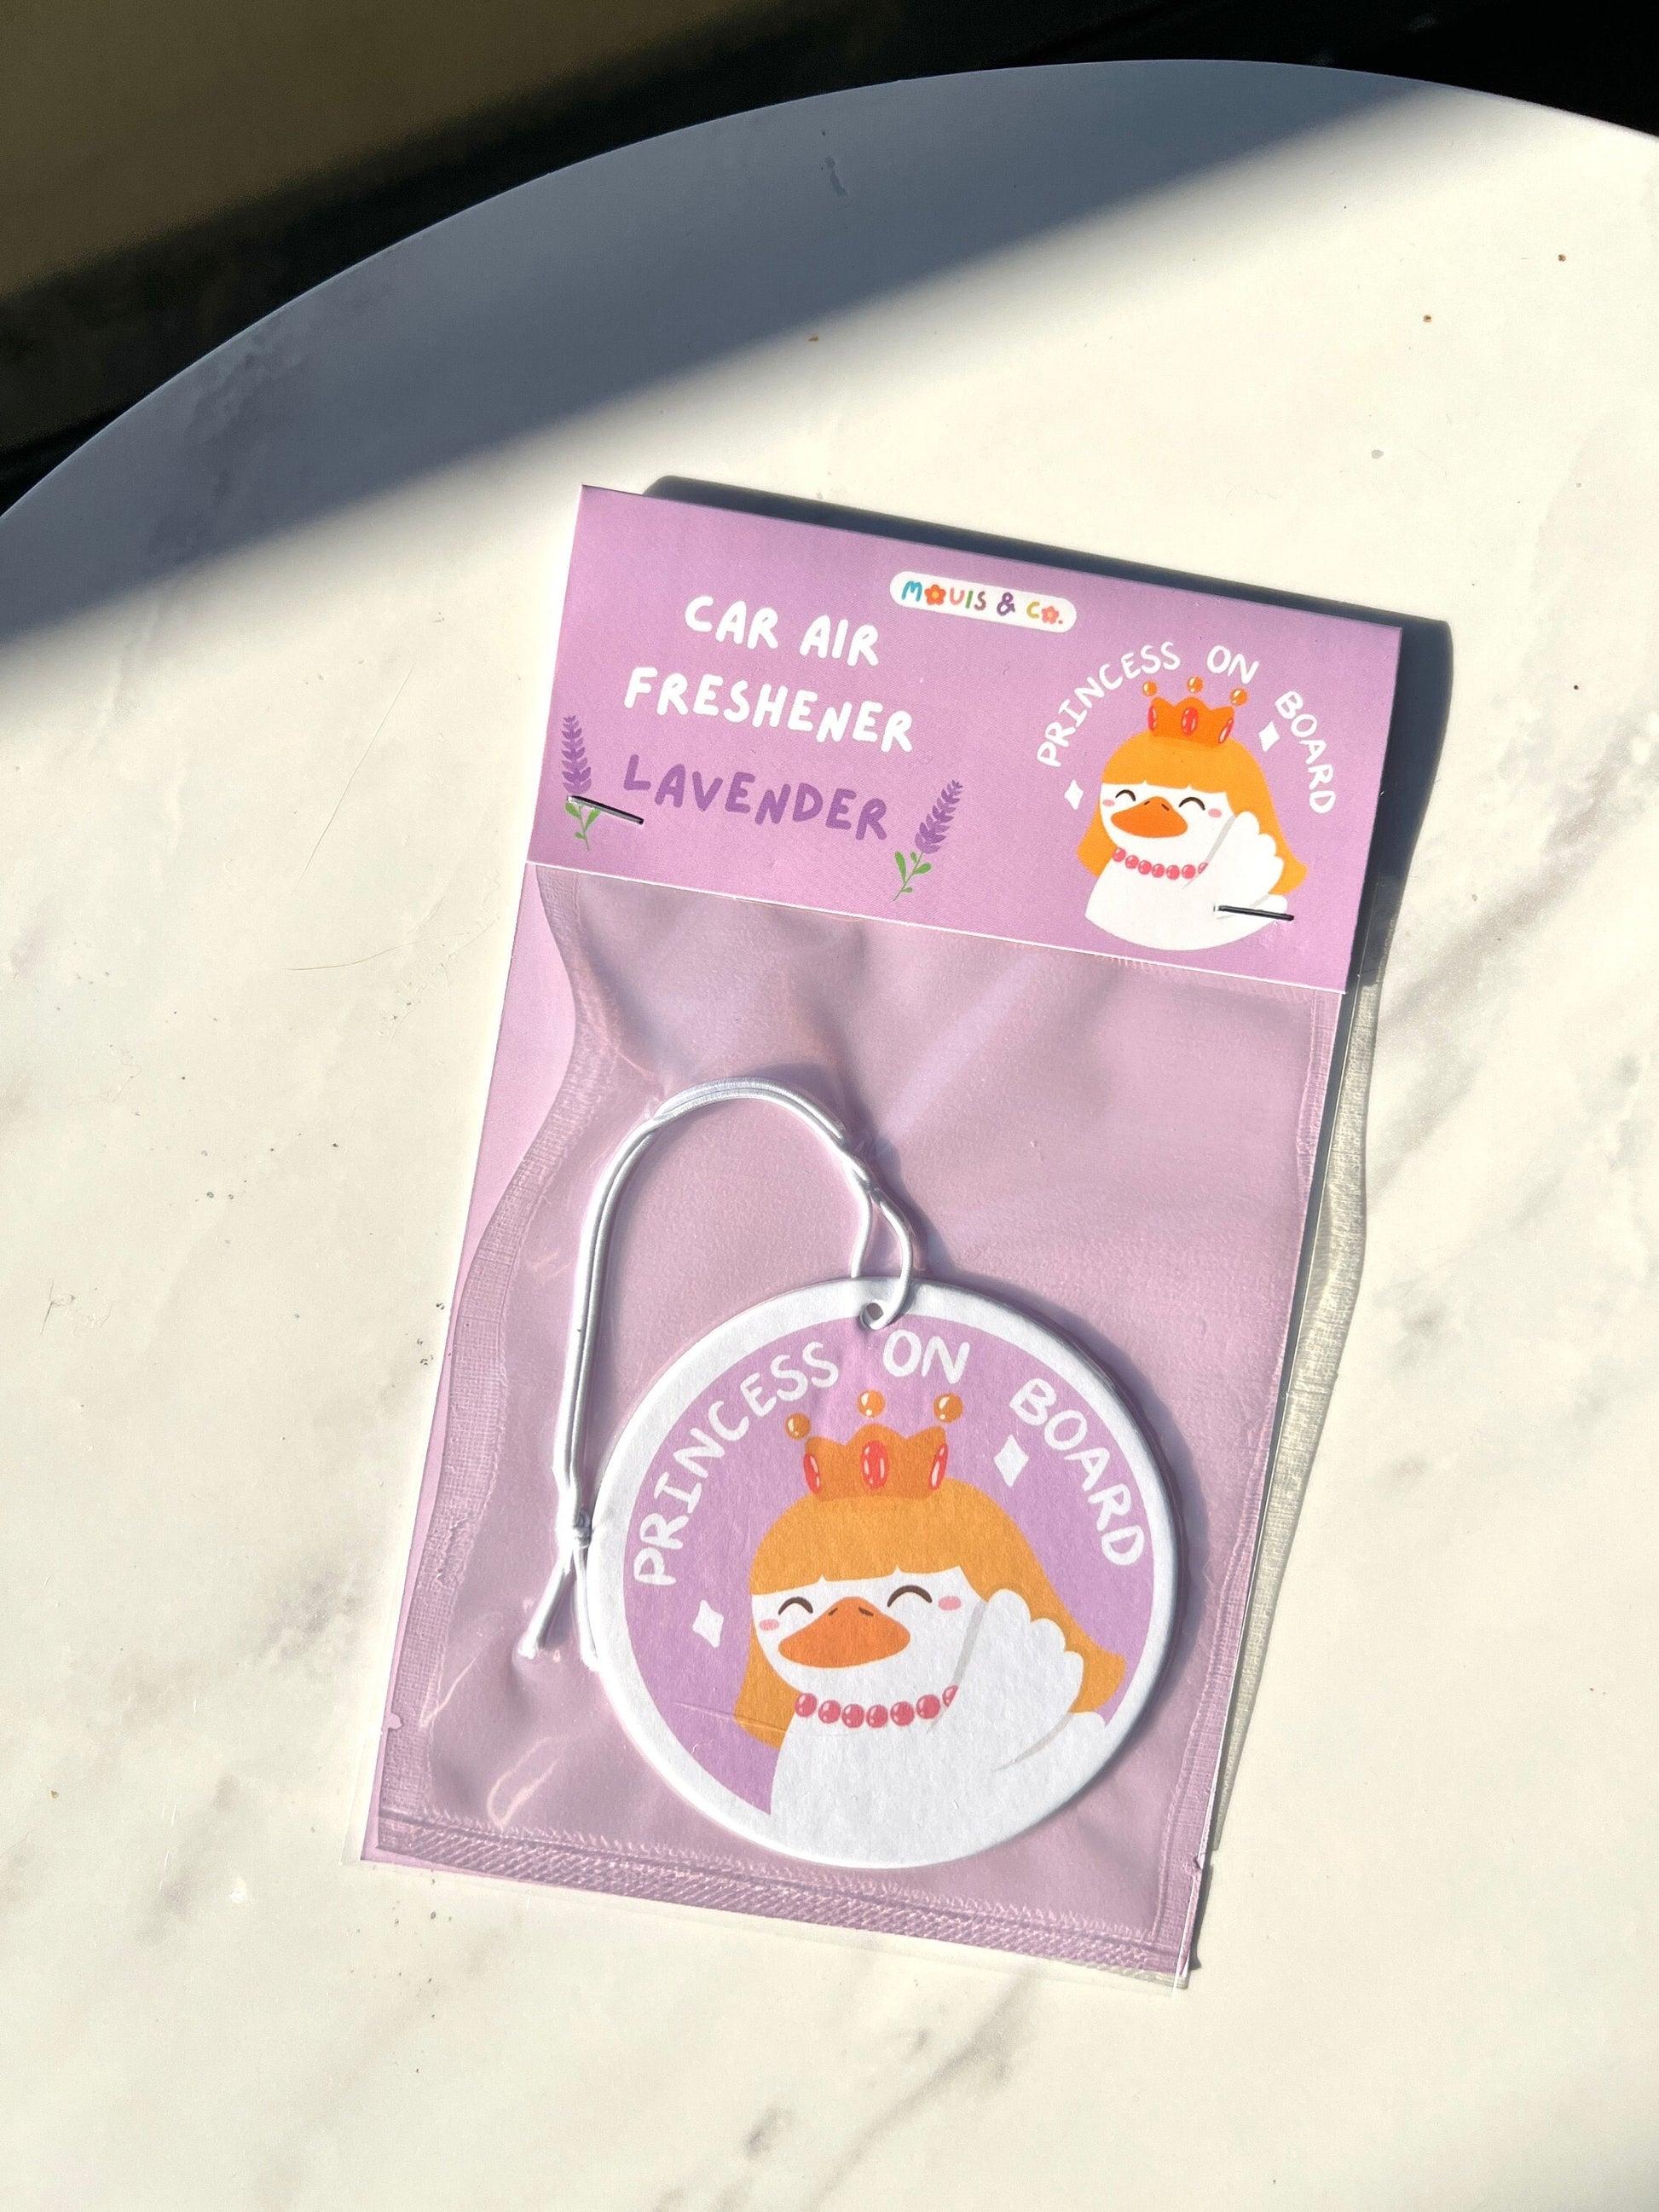 MOUIS & CO.
CAR AIR
FRESHENER
LAVENDER
PRINCESS ON BOARD
PRINCESS ON BOARD